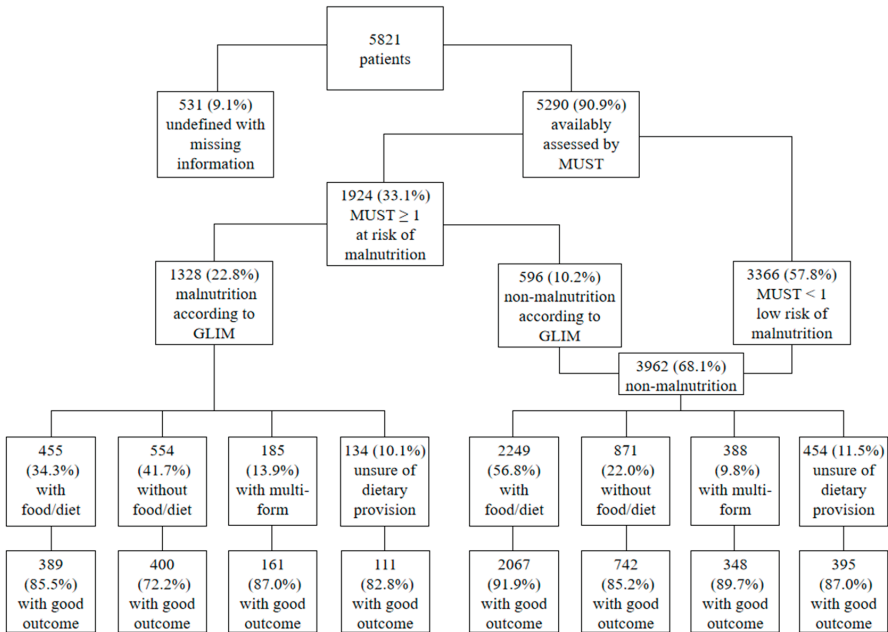 5821
patients
531 (9.1%)
undefined with
missing
information
5290 (90.9%)
availably
assessed by
MUST
1924 (33.1%)
MUST ≥ 1
at risk of
malnutrition
1328 (22.8%)
malnutrition
according to
GLIM
596 (10.2%)
non-malnutrition
according to
GLIM
3366 (57.8%)
MUST < 1
low risk of
malnutrition
3962 (68.1%)
non-malnutrition
455
(34.3%)
with
food/diet
554
(41.7%)
without
food/diet
185
(13.9%)
with multi-
form
134 (10.1%)
unsure of
dietary
provision
2249
(56.8%)
with
food/diet
871
(22.0%)
without
food/diet
388
(9.8%)
with multi-
form
454 (11.5%)
unsure of
dietary
provision
389
(85.5%)
with good
outcome
400
(72.2%)
with good
outcome
161
(87.0%)
with good
outcome
111
(82.8%)
with good
outcome
2067
(91.9%)
with good
outcome
742
(85.2%)
with good
outcome
348
(89.7%)
with good
outcome
395
(87.0%)
with good
outcome